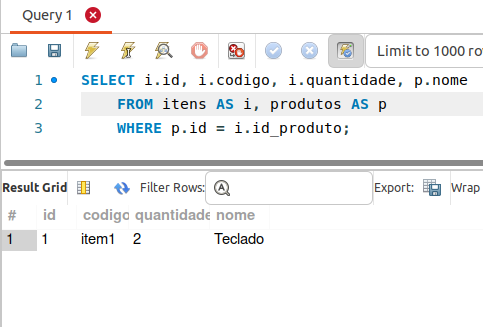 Query 1
Limit to 1000 ro
1 SELECT i.id, i.codigo, i.quantidade, p.nome
2 FROM itens AS i, produtos AS p
3 WHERE p.id = i.id_produto;
Result Grid Filter Rows: Export: Wrap
# id codigo quantidade nome
1 1 item1 2 Teclado